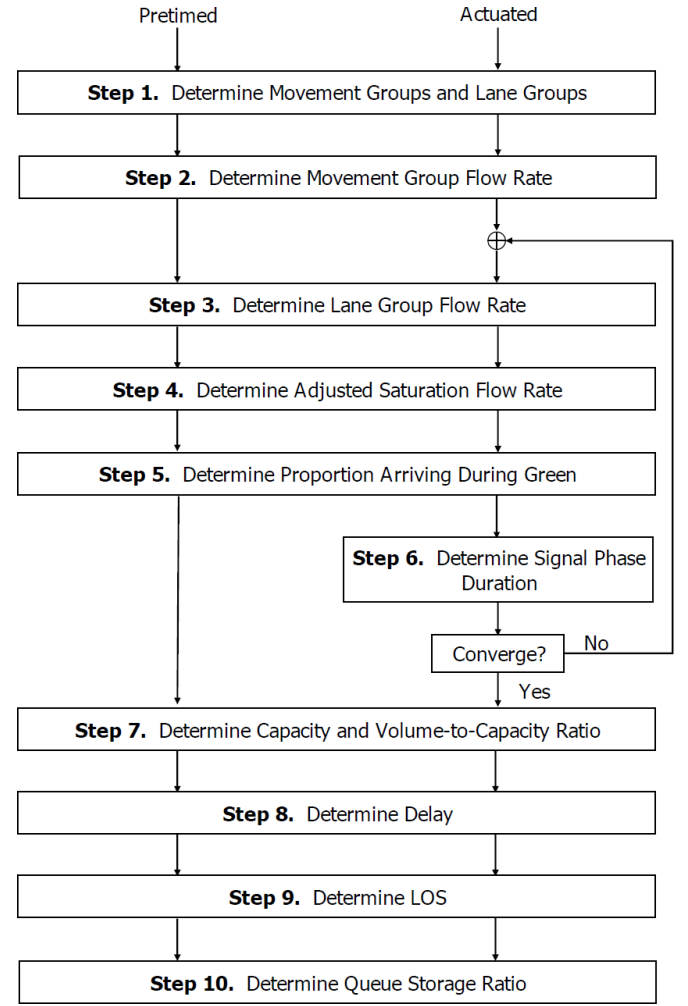 Pretimed
Actuated
Step 1. Determine Movement Groups and Lane Groups
Step 2. Determine Movement Group Flow Rate
Step 3. Determine Lane Group Flow Rate
Step 4. Determine Adjusted Saturation Flow Rate
Step 5. Determine Proportion Arriving During Green
Step 6. Determine Signal Phase
Duration
Converge?
No
Yes
Step 7. Determine Capacity and Volume-to-Capacity Ratio
Step 8. Determine Delay
Step 9. Determine LOS
Step 10. Determine Queue Storage Ratio